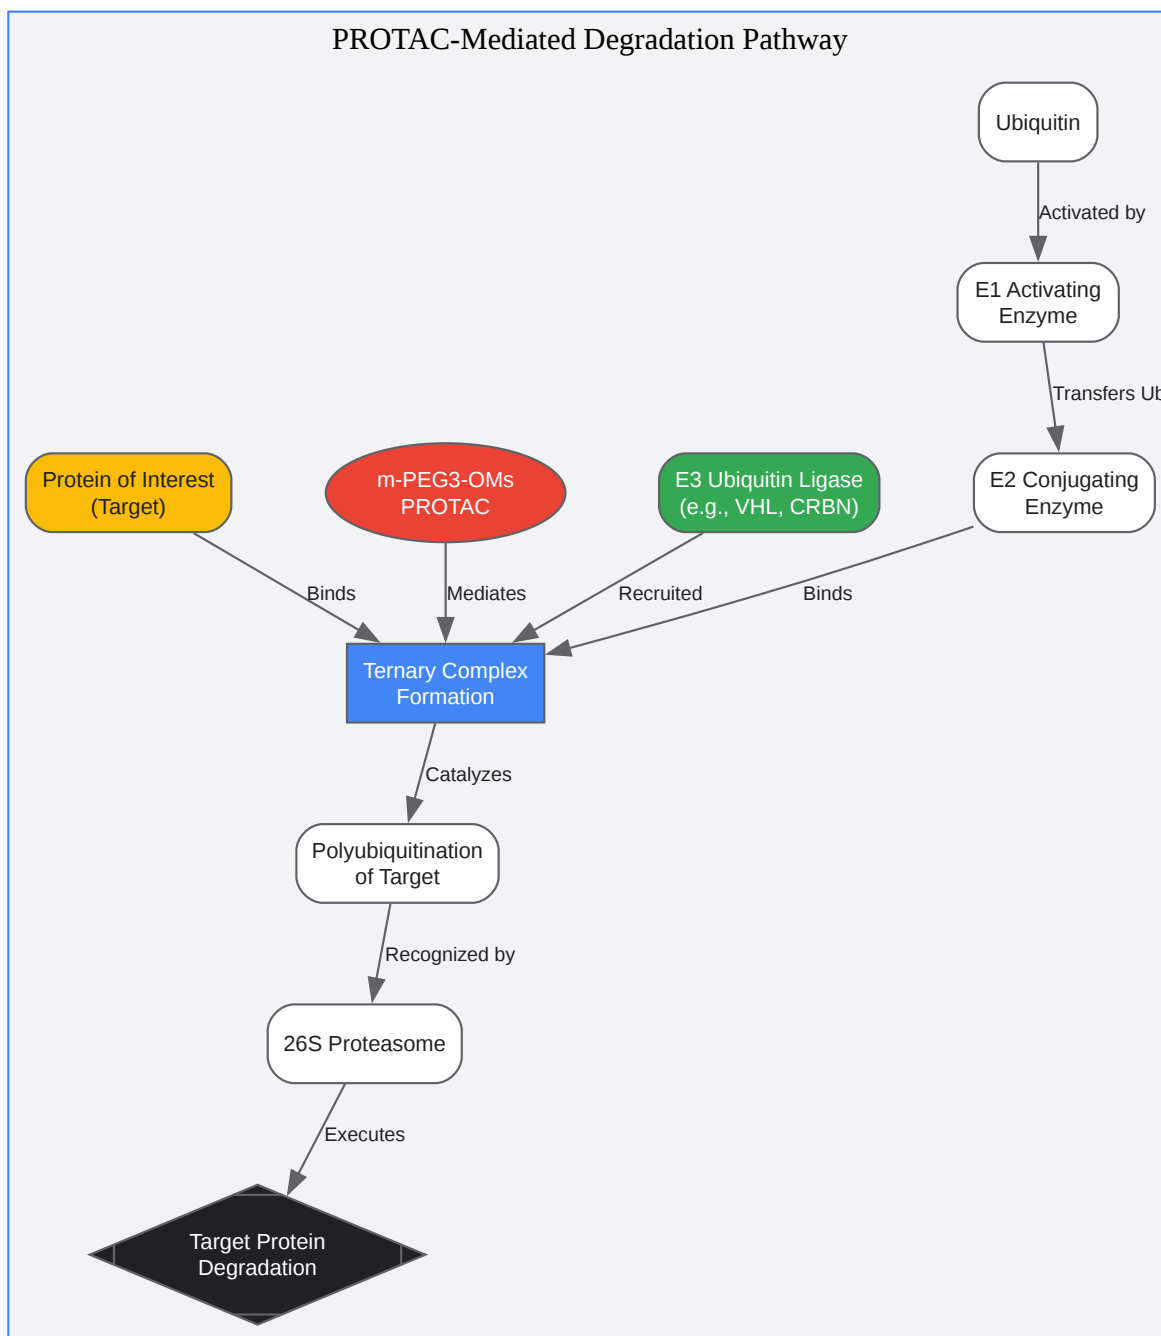 PROTAC-Mediated Degradation Pathway
Ubiquitin
Activated by
E1 Activating
Enzyme
Transfers Ub
Protein of Interest
(Target)
m-PEG3-OMs
PROTAC
E3 Ubiquitin Ligase
(e.g., VHL, CRBN)
E2 Conjugating
Enzyme
Binds
Mediates
Recruited
Binds
Ternary Complex
Formation
Catalyzes
Polyubiquitination
of Target
Recognized by
26S Proteasome
Executes
Target Protein
Degradation